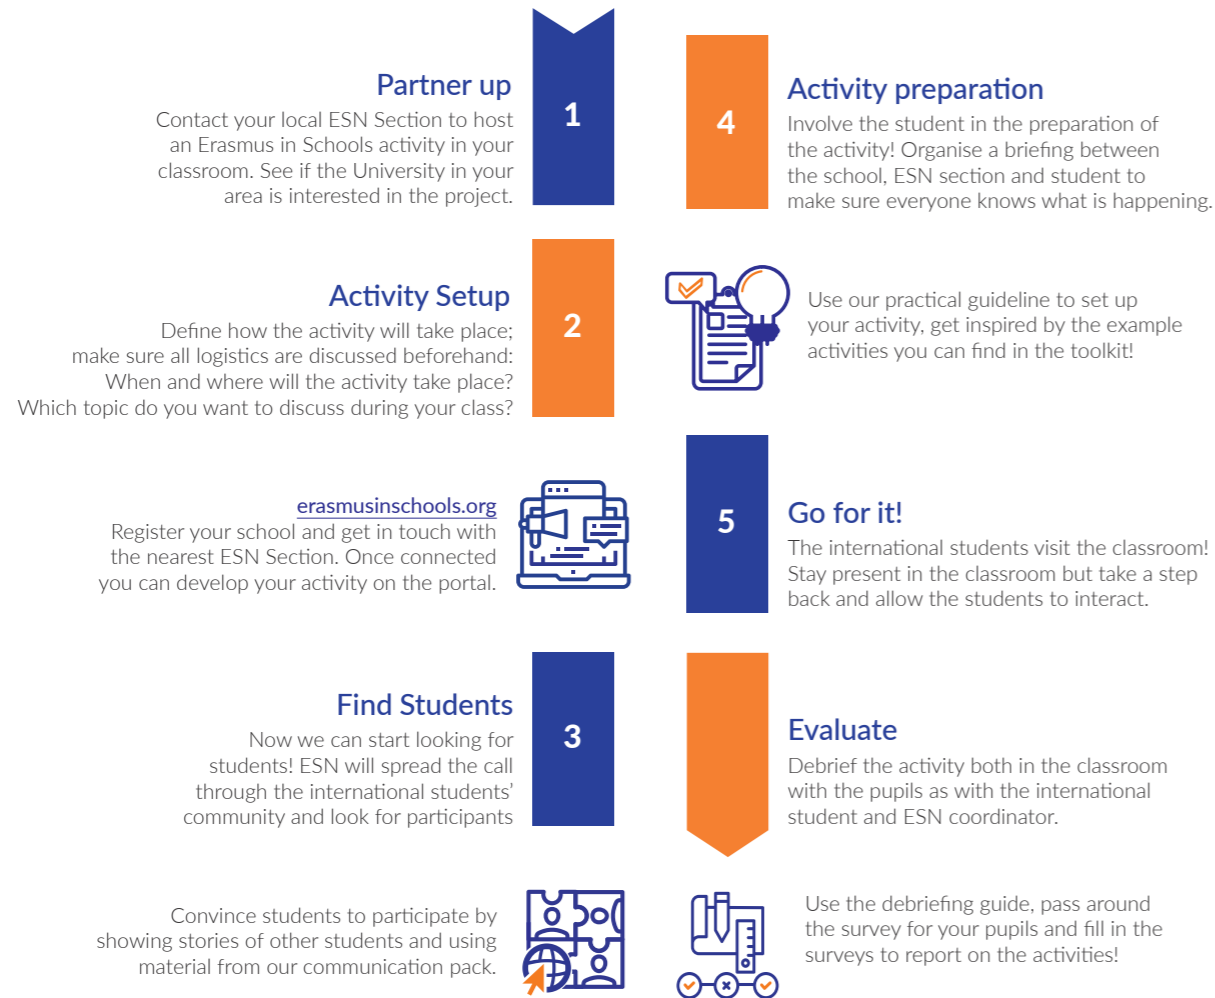 Partner up
1
Contact your local ESN Section to host
an Erasmus in Schools activity in your
classroom. See if the University in your
area is interested in the project.
Activity Setup
2
Define how the activity will take place;
make sure all logistics are discussed beforehand:
When and where will the activity take place?
Which topic do you want to discuss during your class?
erasmusinschools.org
Register your school and get in touch with
the nearest ESN Section. Once connected
you can develop your activity on the portal.
Find Students
3
Now we can start looking for
students! ESN will spread the call
through the international students’
community and look for participants
Convince students to participate by
showing stories of other students and using
material from our communication pack.
4
Activity preparation
Involve the student in the preparation of
the activity! Organise a briefing between
the school, ESN section and student to
make sure everyone knows what is happening.
Use our practical guideline to set up
your activity, get inspired by the example
activities you can find in the toolkit!
5
Go for it!
The international students visit the classroom!
Stay present in the classroom but take a step
back and allow the students to interact.
Evaluate
Debrief the activity both in the classroom
with the pupils as with the international
student and ESN coordinator.
Use the debriefing guide, pass around
the survey for your pupils and fill in the
surveys to report on the activities!